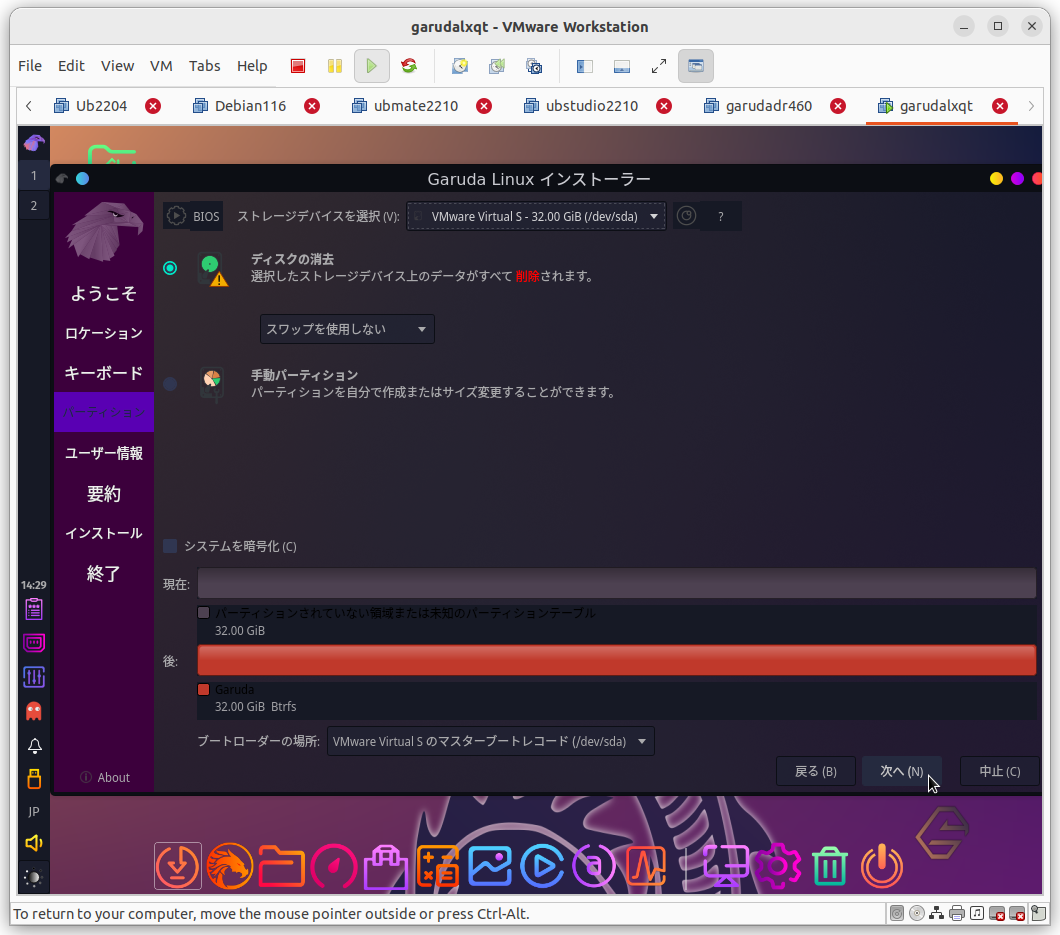 garudalxqt - VMware Workstation
File Edit View VM Tabs Help
Ub2204 Debian116 ubmate2210 ubstudio2210 garudadr460 garudalxqt
1
2
Garuda Linux インストーラー
BIOS ストレージデバイスを選択 (V): VMware Virtual S - 32.00 GiB (/dev/sda) ?
ディスクの消去
選択したストレージデバイス上のデータがすべて 削除されます。
スワップを使用しない
手動パーティション
パーティションを自分で作成またはサイズ変更することができます。
ようこそ
ロケーション
キーボード
パーティション
ユーザー情報
要約
インストール
終了
About
システムを暗号化 (C)
現在:
パーティションされていない領域または未知のパーティションテーブル
32.00 GiB
後:
Garuda
32.00 GiB Btrfs
ブートローダーの場所: VMware Virtual S のマスターブートレコード (/dev/sda)
戻る (B) 次へ (N) 中止 (C)
14:29
JP
To return to your computer, move the mouse pointer outside or press Ctrl-Alt.